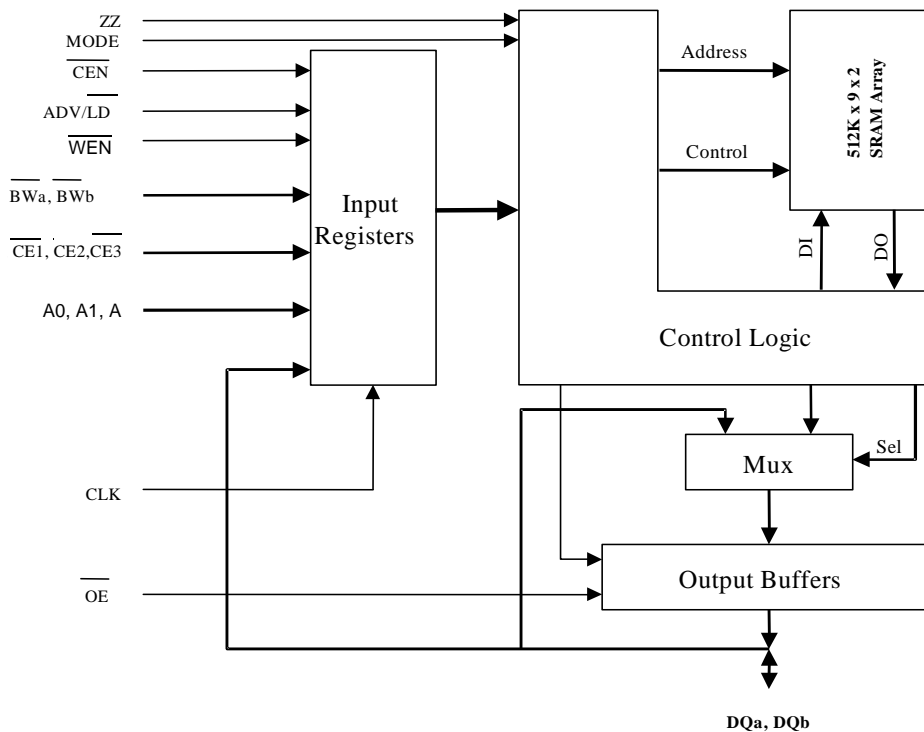 ZZ
MODE
CEN
ADV/LD
WEN
BWa, BWb
CE1, CE2,CE3
A0, A1, A
CLK
OE
Input
Registers
Address
Control
512K x 9 x 2
SRAM Array
DI
DO
Control Logic
Sel
Mux
Output Buffers
DQa, DQb